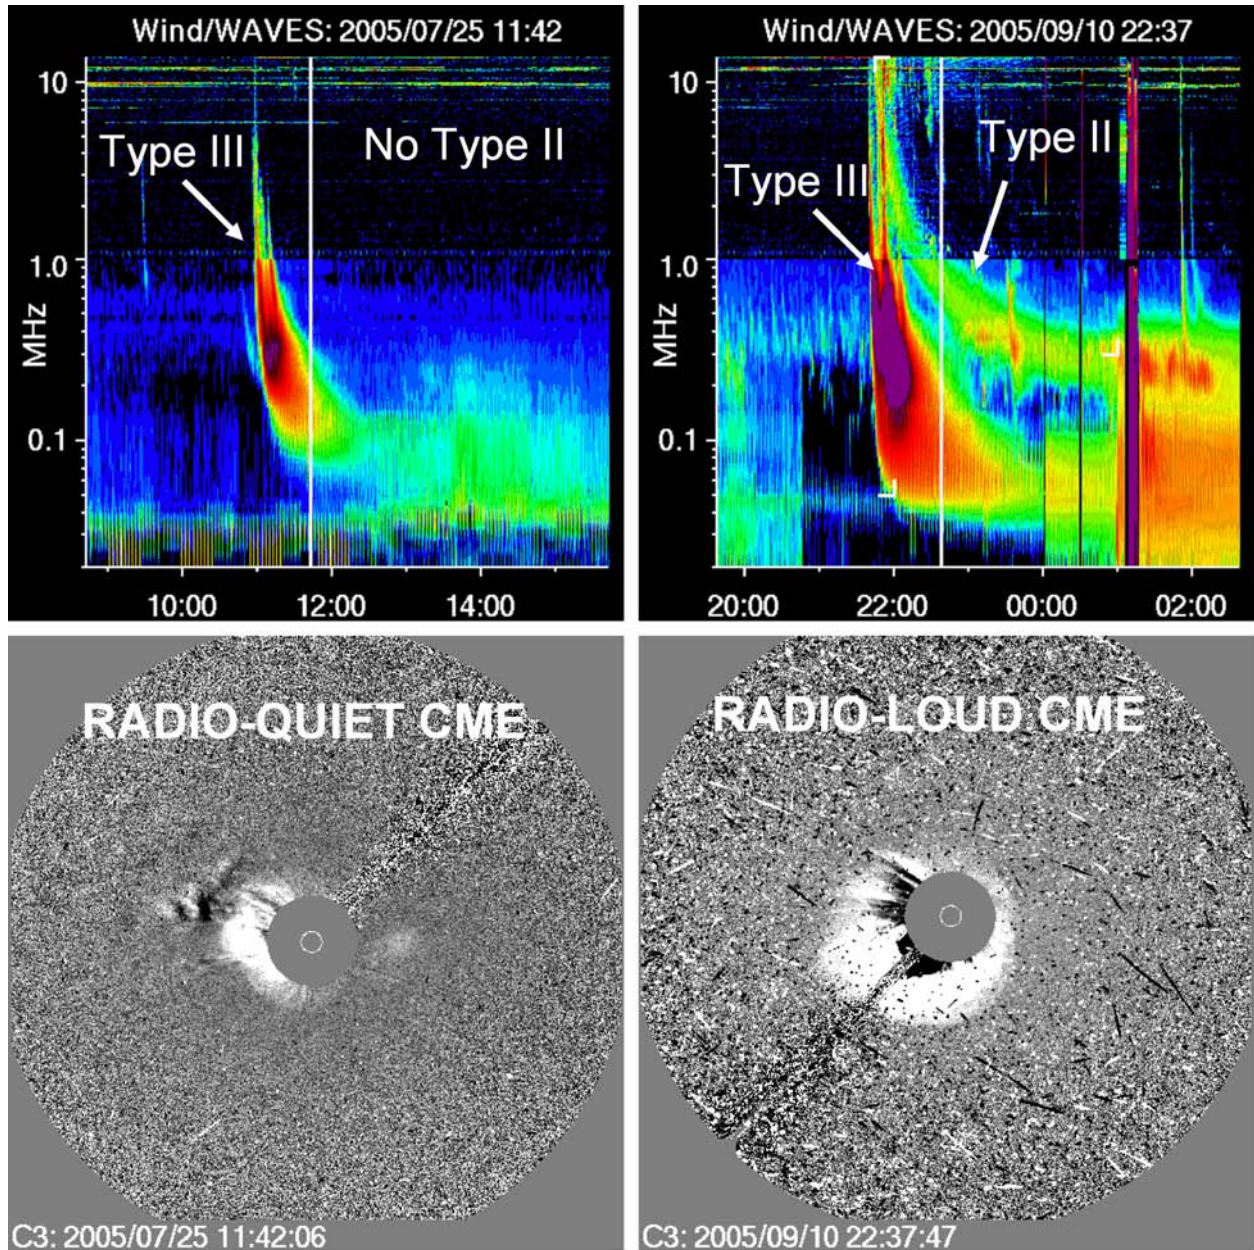 Wind/WAVES: 2005/07/25 11:42
10
Type III
No Type II
1.0
MHz
0.1
10:00 12:00 14:00
Wind/WAVES: 2005/09/10 22:37
10
Type II
Type III
1.0
MHz
0.1
20:00 22:00 00:00 02:00
RADIO-QUIET CME
C3: 2005/07/25 11:42:06
RADIO-LOUD CME
C3: 2005/09/10 22:37:47